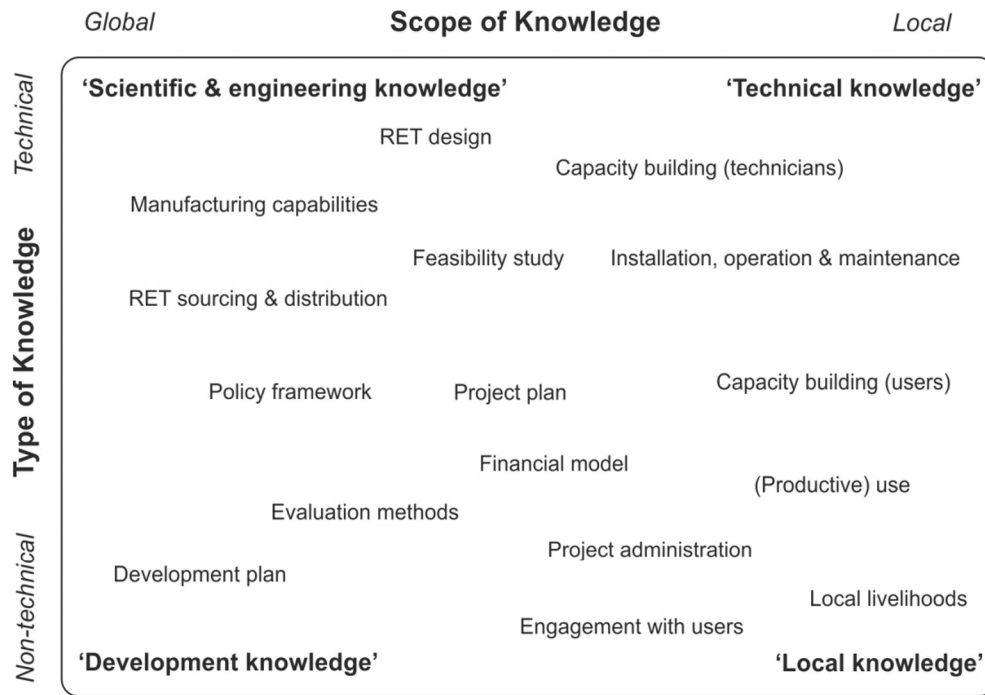 Global Scope of Knowledge Local
Technical
Type of Knowledge
Non-technical
‘Scientific & engineering knowledge’ ‘Technical knowledge’
RET design
Capacity building (technicians)
Manufacturing capabilities
Feasibility study Installation, operation & maintenance
RET sourcing & distribution
Policy framework Project plan Capacity building (users)
Financial model
(Productive) use
Evaluation methods
Project administration
Development plan
Local livelihoods
Engagement with users
‘Development knowledge’ ‘Local knowledge’